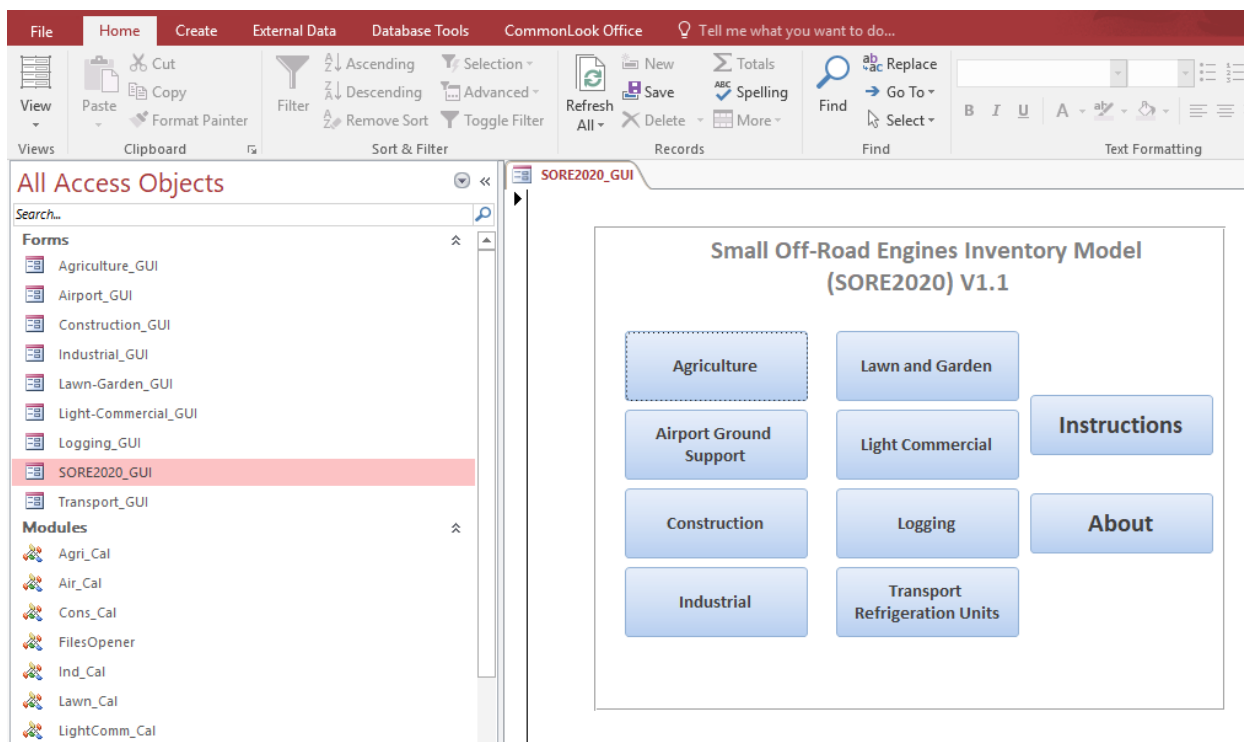 File Home Create External Data Database Tools CommonLook Office Tell me what you want to do...
View
Views
Paste
Cut
Copy
Format Painter
Clipboard
Filter
Ascending
Descending
Remove Sort
Selection
Advanced
Toggle Filter
Sort & Filter
Refresh
All
New
Save
Delete
Totals
Spelling
More
Records
Find
Replace
Go To
Select
Find
B I U A
Text Formatting
All Access Objects
Search...
Forms
Agriculture_GUI
Airport_GUI
Construction_GUI
Industrial_GUI
Lawn-Garden_GUI
Light-Commercial_GUI
Logging_GUI
SORE2020_GUI
Transport_GUI
Modules
Agri_Cal
Air_Cal
Cons_Cal
FilesOpener
Ind_Cal
Lawn_Cal
LightComm_Cal
SORE2020_GUI
Small Off-Road Engines Inventory Model
(SORE2020) V1.1
Agriculture
Lawn and Garden
Airport Ground
Support
Light Commercial
Instructions
Construction
Logging
About
Industrial
Transport
Refrigeration Units